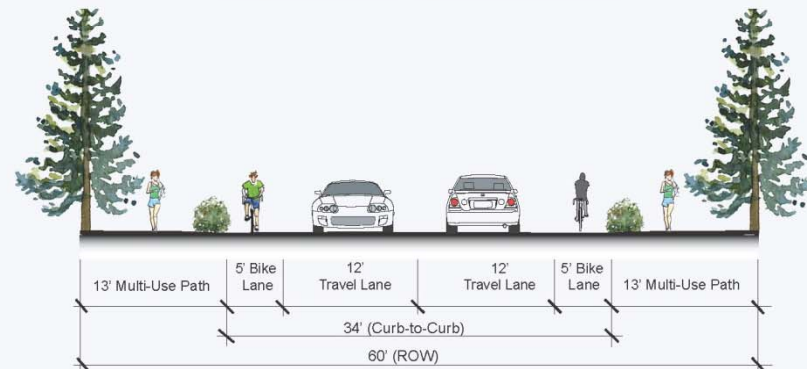 13' Multi-Use Path
5' Bike
Lane
12'
Travel Lane
12'
Travel Lane
5' Bike
Lane
13' Multi-Use Path
34' (Curb-to-Curb)
60' (ROW)